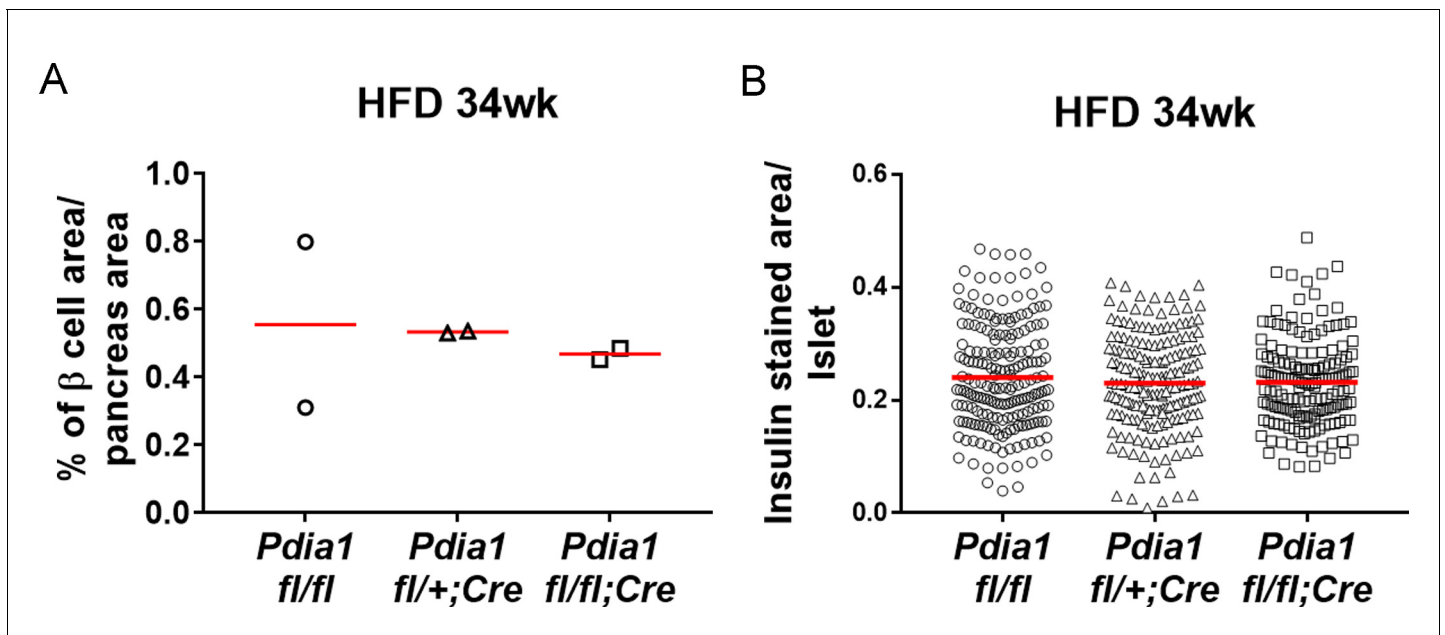 A
HFD 34wk
% of β cell area/
pancreas area
1.0
0.8
0.6
0.4
0.2
0.0
Pdia1
fl/fl
Pdia1
fl/+;Cre
Pdia1
fl/fl;Cre
B
HFD 34wk
Insulin stained area/
Islet
0.6
0.4
0.2
0.0
Pdia1
fl/fl
Pdia1
fl/+;Cre
Pdia1
fl/fl;Cre